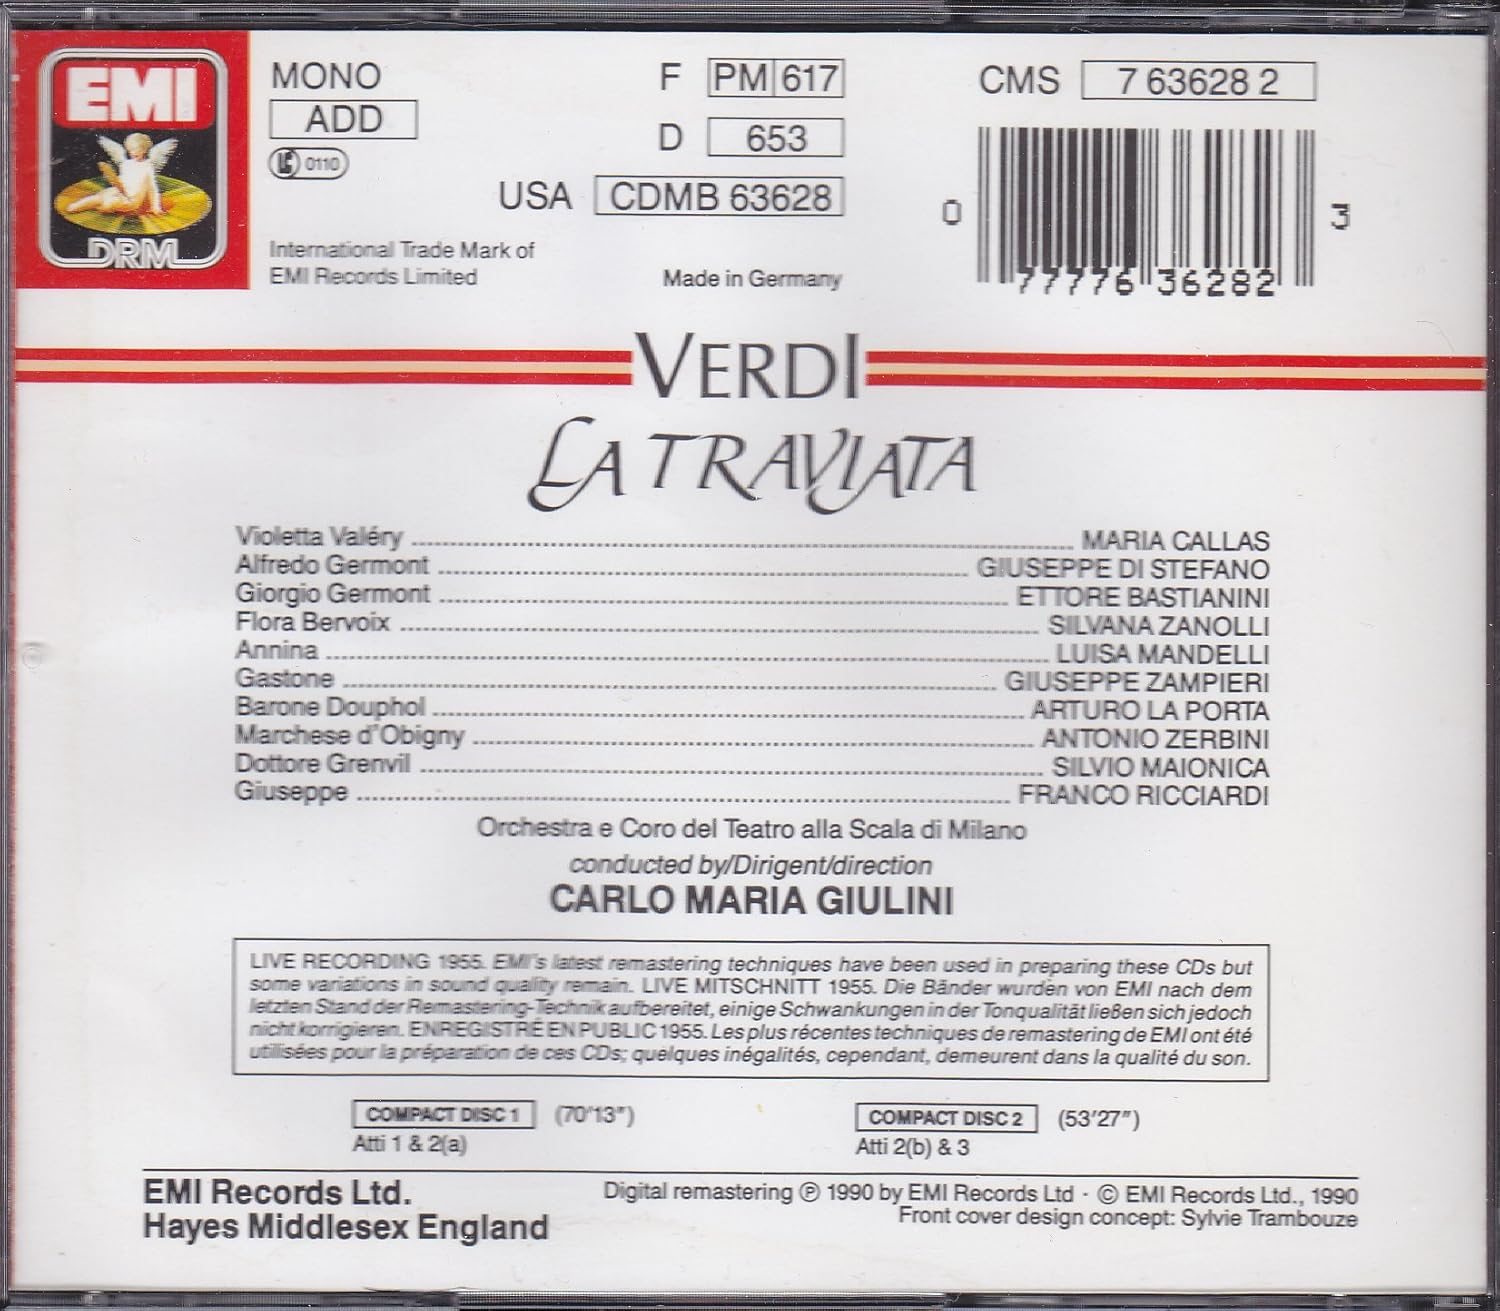 EMI
DRM
MONO
ADD
LC 0110
International Trade Mark of
EMI Records Limited
F PM 617
D 653
USA CDMB 63628
Made in Germany
CMS 7 63628 2
0 77776 36282 3
VERDI
LA TRAVIATA
Violetta Valéry ........ MARIA CALLAS
Alfredo Germont ........ GIUSEPPE DI STEFANO
Giorgio Germont ........ ETTORE BASTIANINI
Flora Bervoix ........ SILVANA ZANOLLI
Annina ........ LUISA MANDELLI
Gastone ........ GIUSEPPE ZAMPIERI
Barone Douphol ........ ARTURO LA PORTA
Marchese d'Obigny ........ ANTONIO ZERBINI
Dottore Grenvil ........ SILVIO MAIONICA
Giuseppe ........ FRANCO RICCIARDI
Orchestra e Coro del Teatro alla Scala di Milano
conducted by/Dirigent/direction
CARLO MARIA GIULINI
LIVE RECORDING 1955. EMI's latest remastering techniques have been used in preparing these CDs but
some variations in sound quality remain. LIVE MITSCHNITT 1955. Die Bänder wurden von EMI nach dem
letzten Stand der Remastering-Technik aufbereitet, einige Schwankungen in der Tonqualität ließen sich jedoch
nicht korrigieren. ENREGISTRÉ EN PUBLIC 1955. Les plus récentes techniques de remastering de EMI ont été
utilisées pour la préparation de ces CDs; quelques inégalités, cependant, demeurent dans la qualité du son.
COMPACT DISC 1 (70'13")
Atti 1 & 2(a)
COMPACT DISC 2 (53'27")
Atti 2(b) & 3
EMI Records Ltd.
Hayes Middlesex England
Digital remastering ℗ 1990 by EMI Records Ltd · © EMI Records Ltd., 1990
Front cover design concept: Sylvie Trambouze